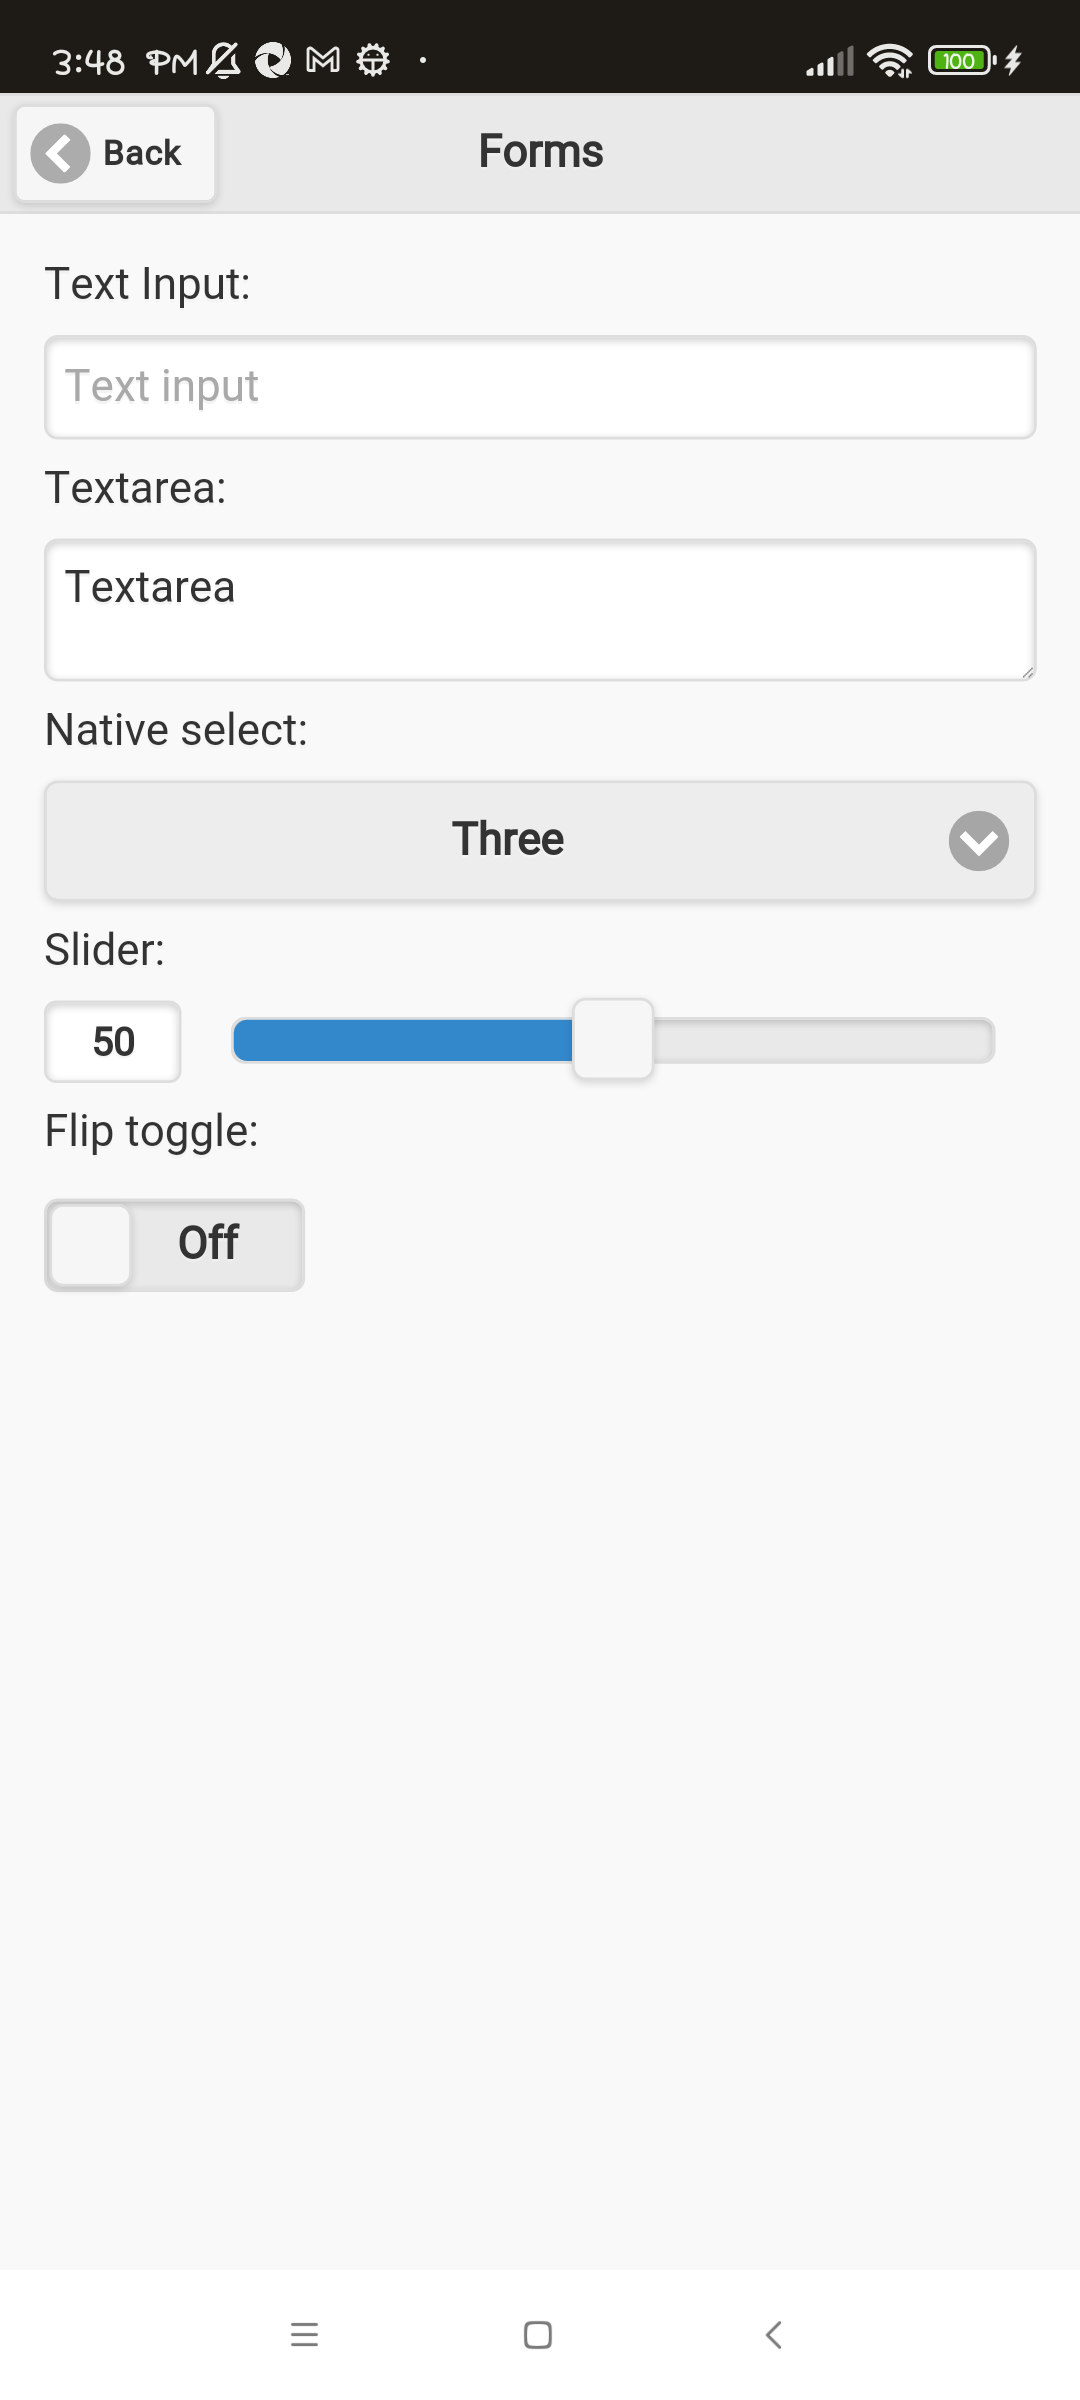 3:48 PM
100
Back
Forms
Text Input:
Text input
Textarea:
Textarea
Native select:
Three
Slider:
50
Flip toggle:
Off